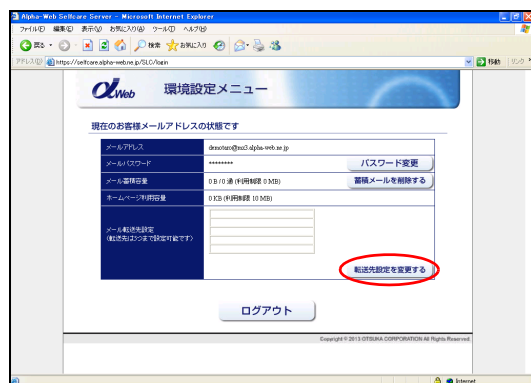 Alpha-Web Selfcare Server - Microsoft Internet Explorer
ファイル(F) 編集(E) 表示(V) お気に入り(A) ツール(T) ヘルプ(H)
戻る 検索 お気に入り
アドレス(D) https://selfcare.alpha-web.ne.jp/SLC/login 移動 リンク
αWeb 環境設定メニュー
現在のお客様メールアドレスの状態です
メールアドレス demotaro@mx3.alpha-web.ne.jp
メールパスワード ******** パスワード変更
メール蓄積容量 0 B / 0 通 (利用制限 0 MB) 蓄積メールを削除する
ホームページ利用容量 0 KB (利用制限 10 MB)
メール転送先設定
(転送先は5つまで設定可能です)
転送先設定を変更する
ログアウト
Copyright © 2013 OTSUKA CORPORATION All Rights Reserved.
Internet